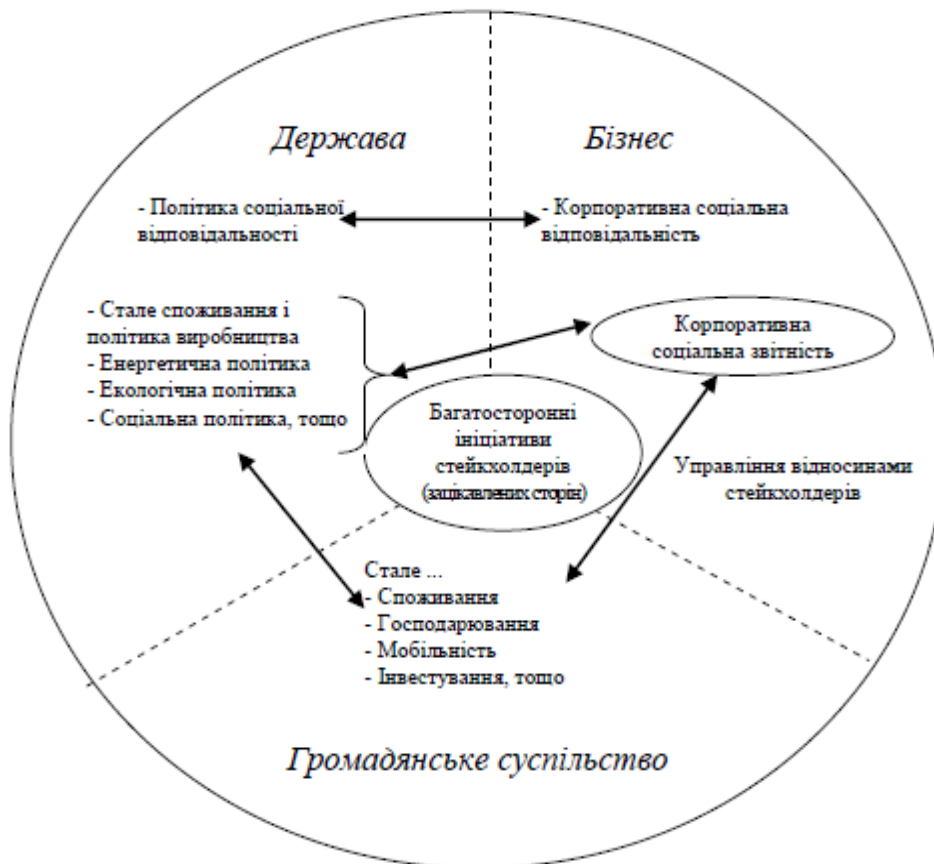 Держава
Бізнес
- Політика соціальної
відповідальності
- Корпоративна соціальна
відповідальність
- Стале споживання і
політика виробництва
- Енергетична політика
- Екологічна політика
- Соціальна політика, тощо
Корпоративна
соціальна звітність
Багатосторонні
ініціативи
стейкхолдерів
(зацікавлених сторін)
Управління відносинами
стейкхолдерів
Стале ...
- Споживання
- Господарювання
- Мобільність
- Інвестування, тощо
Громадянське суспільство